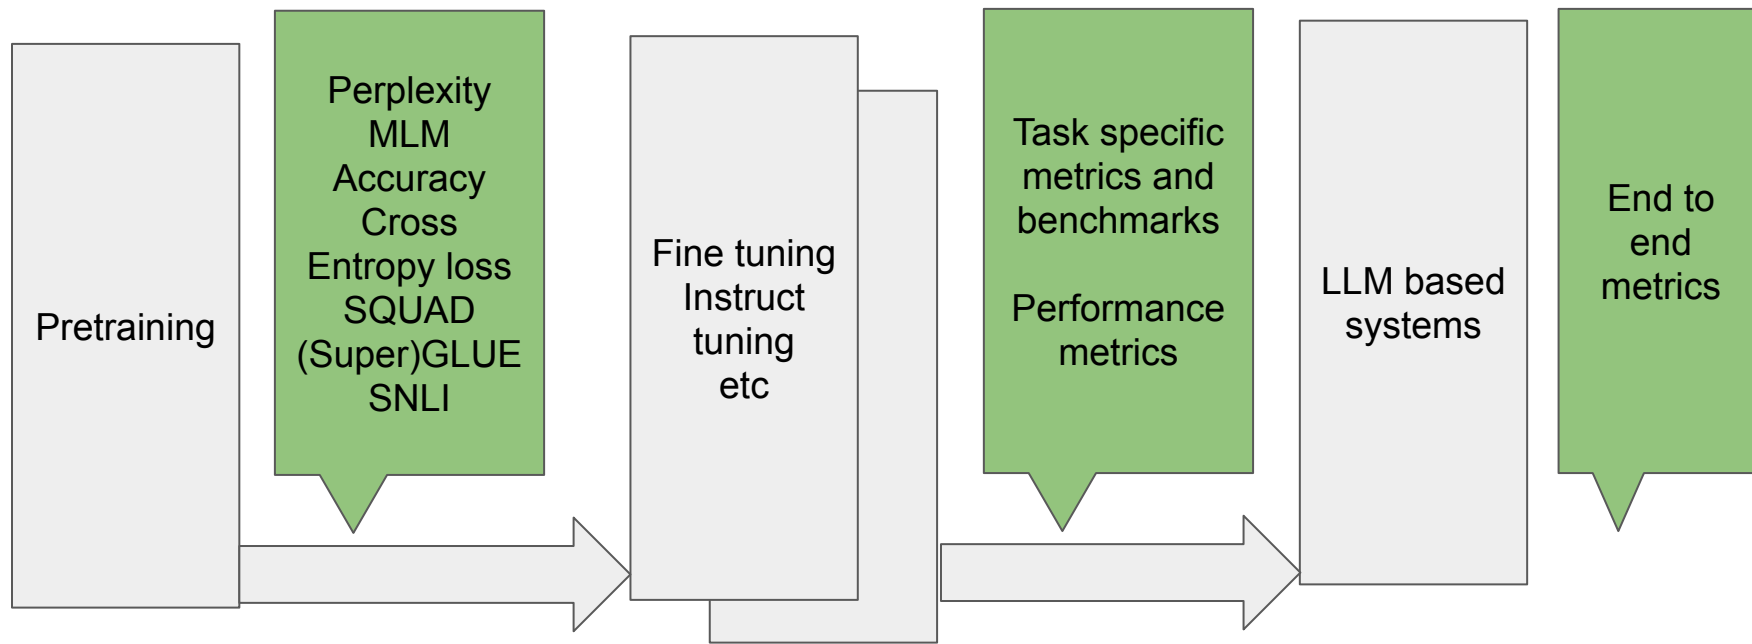 Pretraining
Perplexity
MLM
Accuracy
Cross
Entropy loss
SQUAD
(Super)GLUE
SNLI
Fine tuning
Instruct
tuning
etc
Task specific
metrics and
benchmarks
Performance
metrics
LLM based
systems
End to
end
metrics